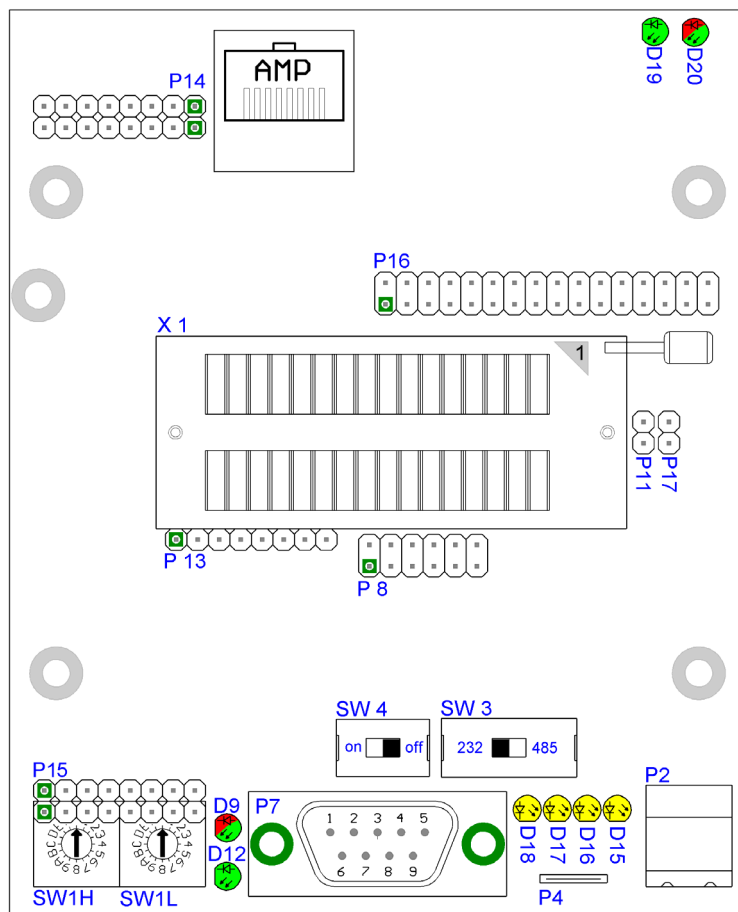 D19
D20
P14
AMP
P16
X 1
1
P11
P17
P 13
P 8
SW 4
SW 3
on
off
232
485
P15
D9
P7
P2
1 2 3 4 5
D18
D17
D16
D15
D12
6 7 8 9
P4
SW1H
SW1L